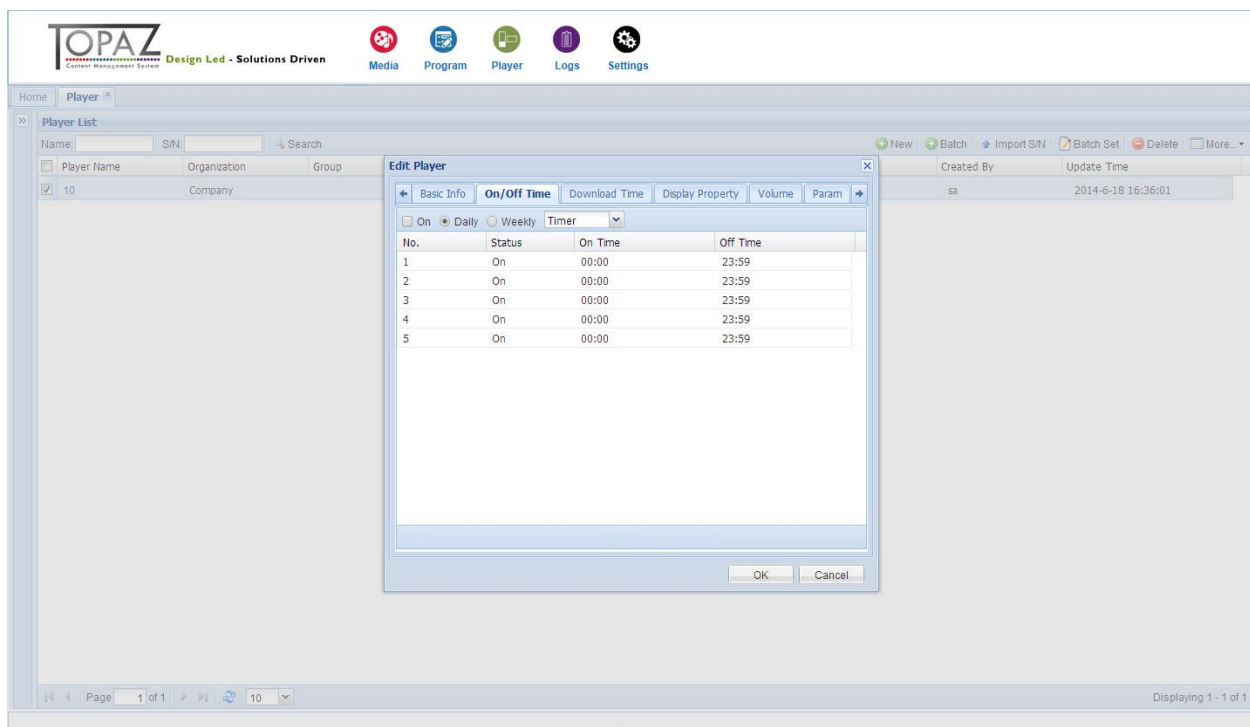 TOPAZ
Content Management System
Design Led - Solutions Driven
Media Program Player Logs Settings
Home Player
Player List
Name: S/N: Search New Batch Import S/N Batch Set Delete More...
Player Name Organization Group Created By Update Time
10 Company sa 2014-6-18 16:36:01
Edit Player
Basic Info On/Off Time Download Time Display Property Volume Param
On Daily Weekly Timer
No. Status On Time Off Time
1 On 00:00 23:59
2 On 00:00 23:59
3 On 00:00 23:59
4 On 00:00 23:59
5 On 00:00 23:59
OK Cancel
Page 1 of 1 10 Displaying 1 - 1 of 1